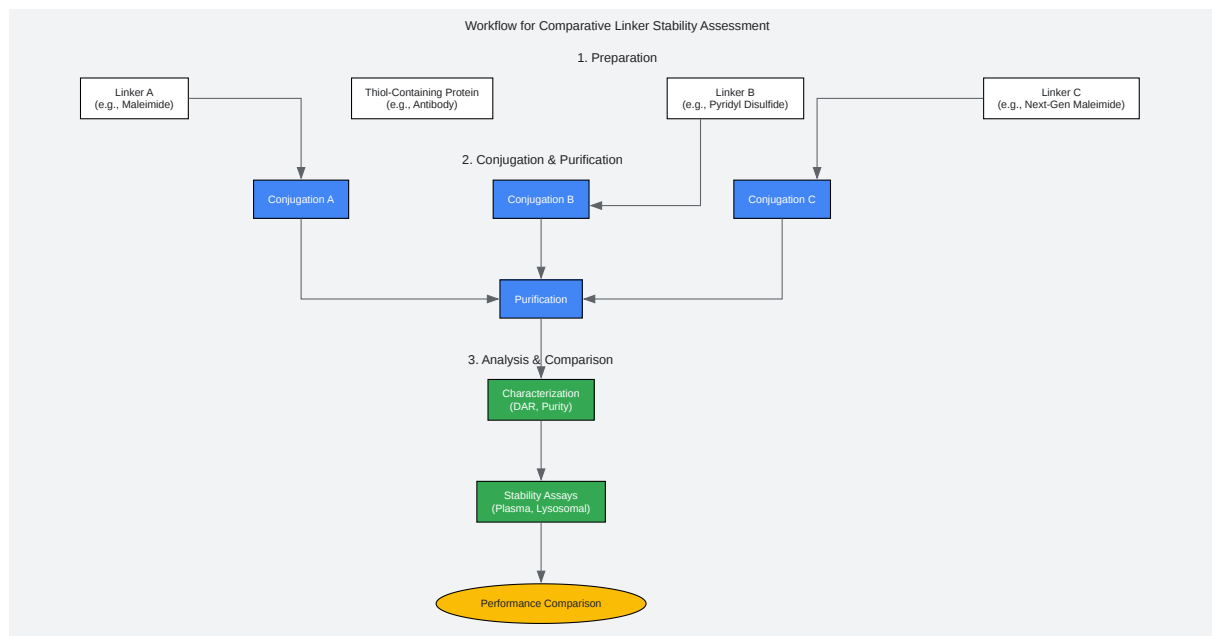 Workflow for Comparative Linker Stability Assessment
1. Preparation
Linker A
(e.g., Maleimide)
Thiol-Containing Protein
(e.g., Antibody)
Linker B
(e.g., Pyridyl Disulfide)
Linker C
(e.g., Next-Gen Maleimide)
2. Conjugation & Purification
Conjugation A
Conjugation B
Conjugation C
Purification
3. Analysis & Comparison
Characterization
(DAR, Purity)
Stability Assays
(Plasma, Lysosomal)
Performance Comparison